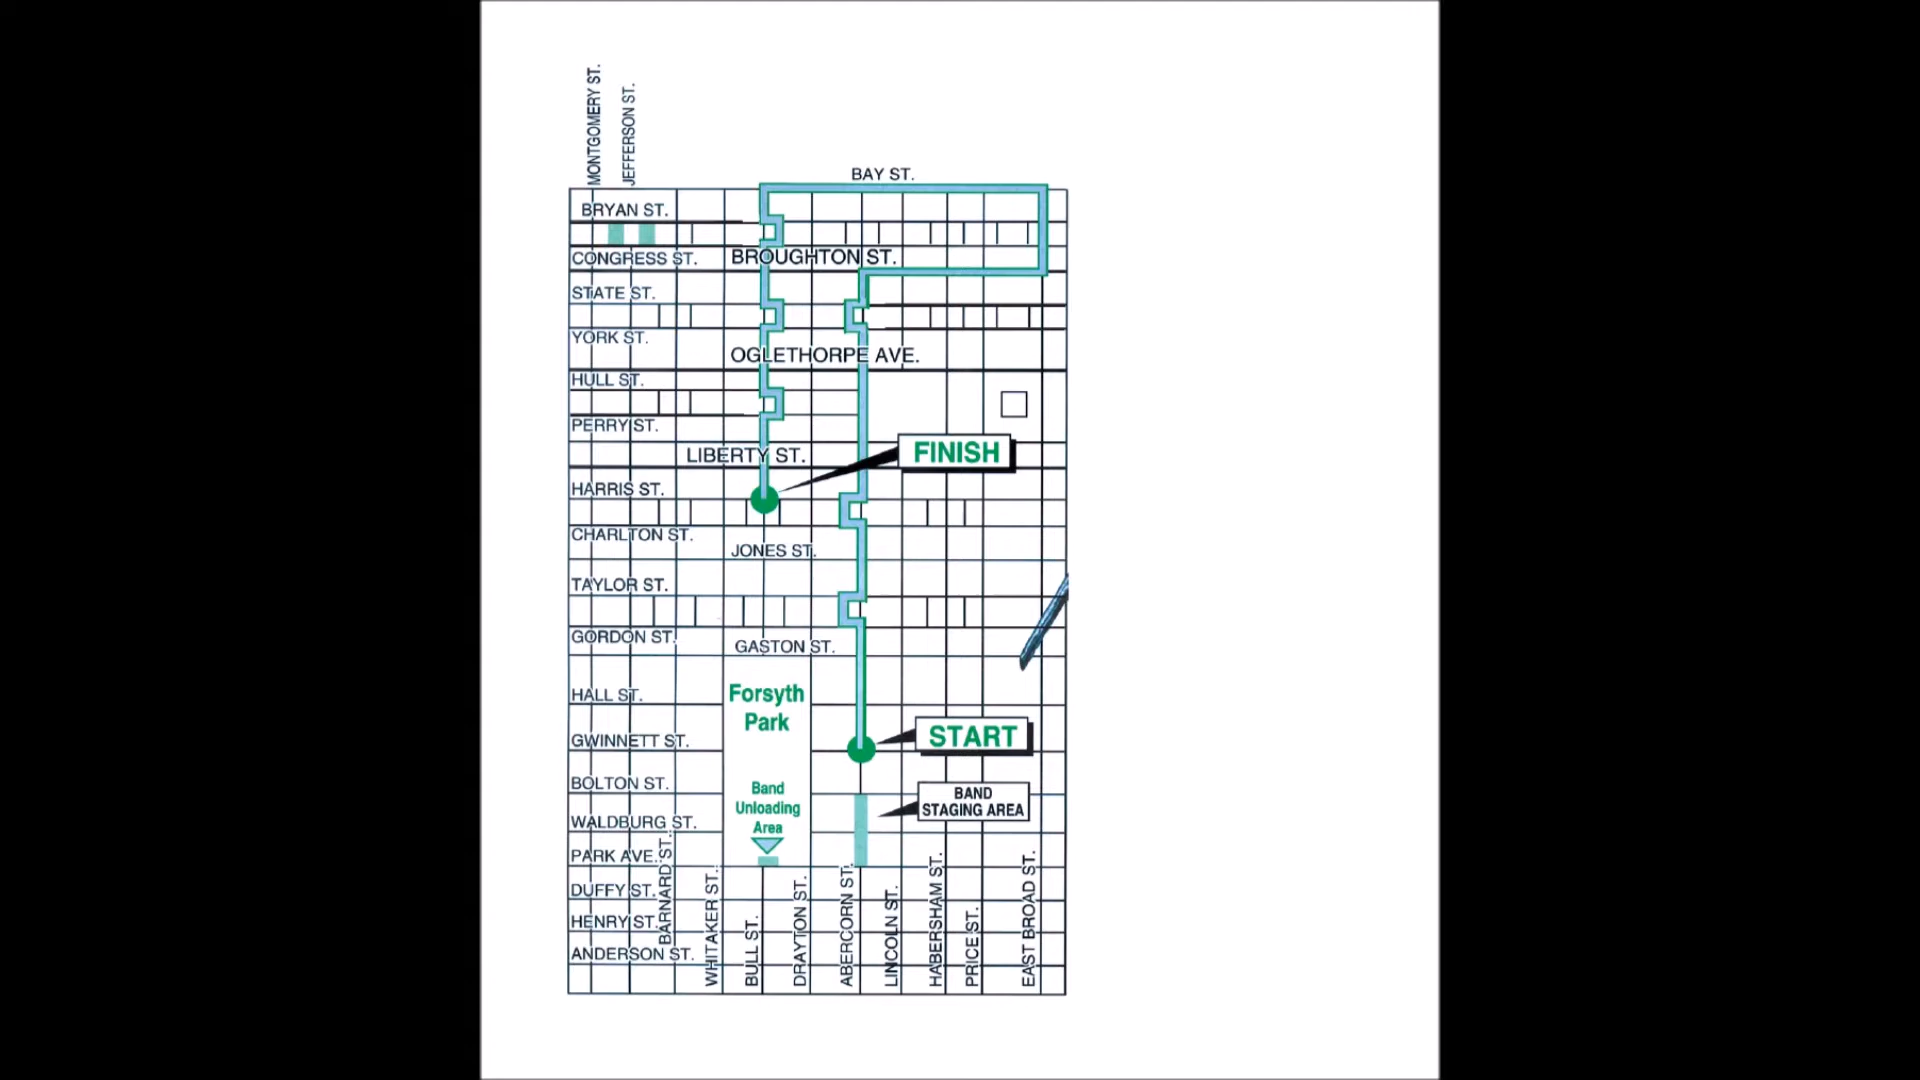 MONTGOMERY ST.
JEFFERSON ST.
BAY ST.
BRYAN ST.
CONGRESS ST.
BROUGHTON ST.
STATE ST.
YORK ST.
OGLETHORPE AVE.
HULL ST.
PERRY ST.
LIBERTY ST.
FINISH
HARRIS ST.
CHARLTON ST.
JONES ST.
TAYLOR ST.
GORDON ST.
GASTON ST.
HALL ST.
Forsyth
Park
GWINNETT ST.
START
BOLTON ST.
Band
Unloading
Area
BAND
STAGING AREA
WALDBURG ST.
PARK AVE.
DUFFY ST.
HENRY ST.
ANDERSON ST.
BARNARD ST.
WHITAKER ST.
BULL ST.
DRAYTON ST.
ABERCORN ST.
LINCOLN ST.
HABERSHAM ST.
PRICE ST.
EAST BROAD ST.